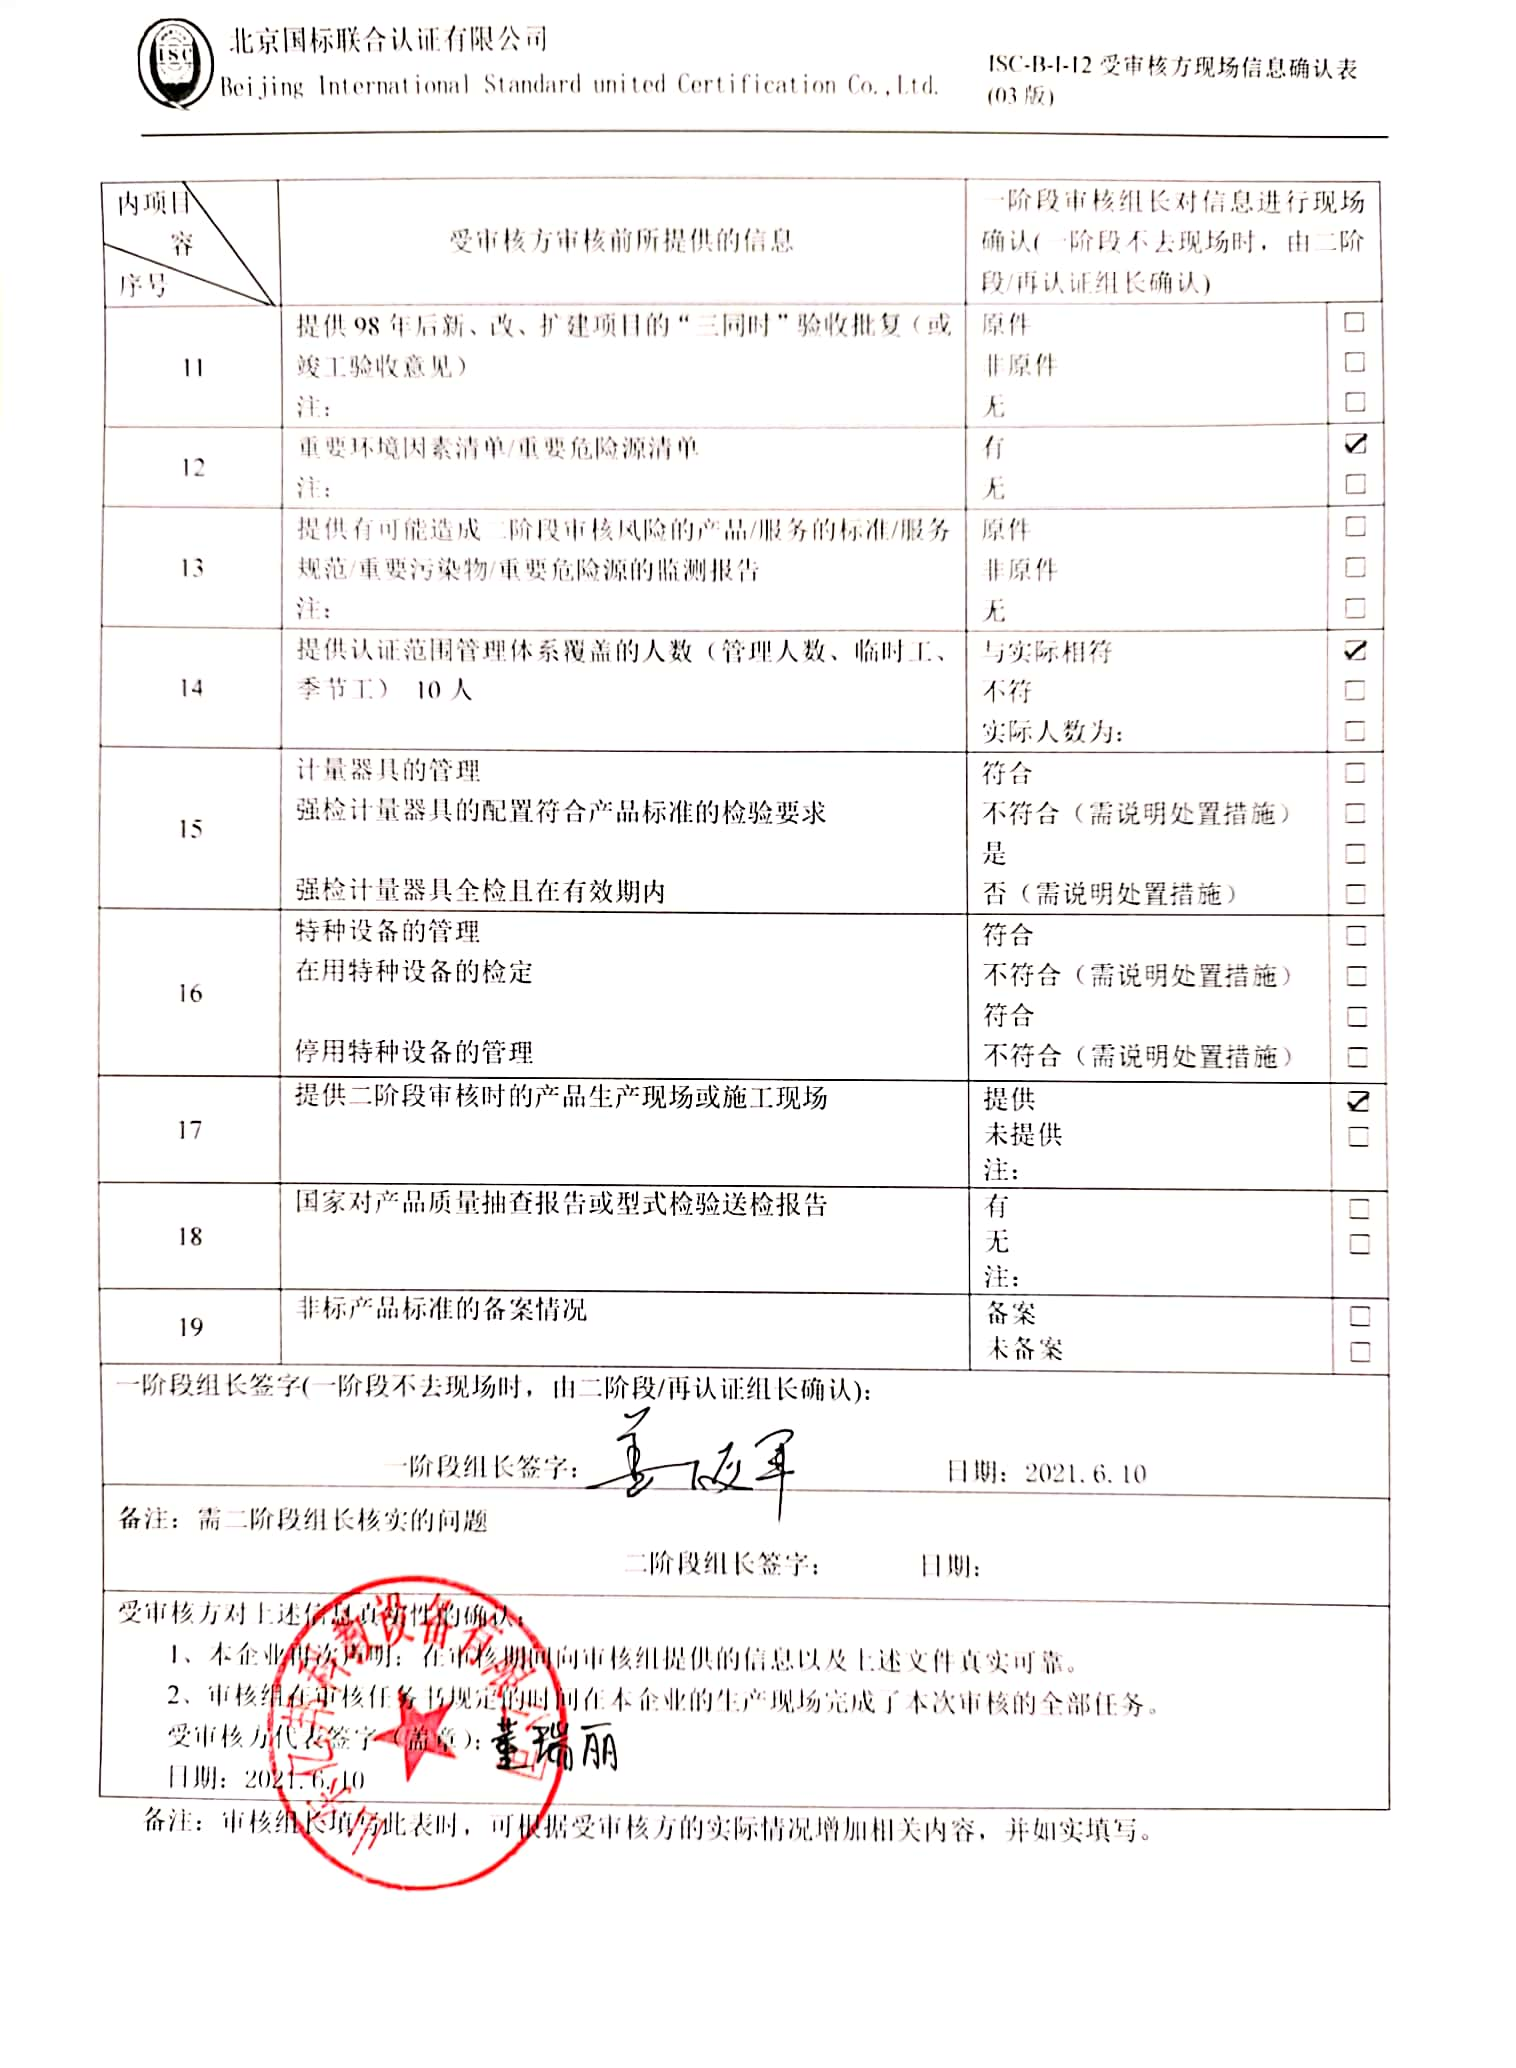 ISC
北京国标联合认证有限公司
Beijing International Standard united Certification Co.,Ltd.
ISC-B-I-12 受审核方现场信息确认表
(03 版)
内项目
容
序号
受审核方审核前所提供的信息
一阶段审核组长对信息进行现场
确认(一阶段不去现场时，由二阶
段/再认证组长确认)
11
提供 98 年后新、改、扩建项目的“三同时”验收批复（或
竣工验收意见）
注：
原件 □
非原件 □
无 □
12
重要环境因素清单/重要危险源清单
注：
有 ☑
无 □
13
提供有可能造成二阶段审核风险的产品/服务的标准/服务
规范/重要污染物/重要危险源的监测报告
注：
原件 □
非原件 □
无 □
14
提供认证范围管理体系覆盖的人数（管理人数、临时工、
季节工） 10 人
与实际相符 ☑
不符 □
实际人数为： □
15
计量器具的管理
强检计量器具的配置符合产品标准的检验要求
强检计量器具全检且在有效期内
符合 □
不符合（需说明处置措施） □
是 □
否（需说明处置措施） □
16
特种设备的管理
在用特种设备的检定
停用特种设备的管理
符合 □
不符合（需说明处置措施） □
符合 □
不符合（需说明处置措施） □
17
提供二阶段审核时的产品生产现场或施工现场
提供 ☑
未提供 □
注：
18
国家对产品质量抽查报告或型式检验送检报告
有 □
无 □
注：
19
非标产品标准的备案情况
备案 □
未备案 □
一阶段组长签字(一阶段不去现场时，由二阶段/再认证组长确认)：
一阶段组长签字： 日期：2021.6.10
备注：需二阶段组长核实的问题
二阶段组长签字： 日期：
受审核方对上述信息真实性的确认：
1、本企业再次声明：在审核期间向审核组提供的信息以及上述文件真实可靠。
2、审核组在审核任务书规定的时间在本企业的生产现场完成了本次审核的全部任务。
受审核方代表签字（盖章）：董瑞丽
日期：2021.6.10
备注：审核组长填写此表时，可根据受审核方的实际情况增加相关内容，并如实填写。